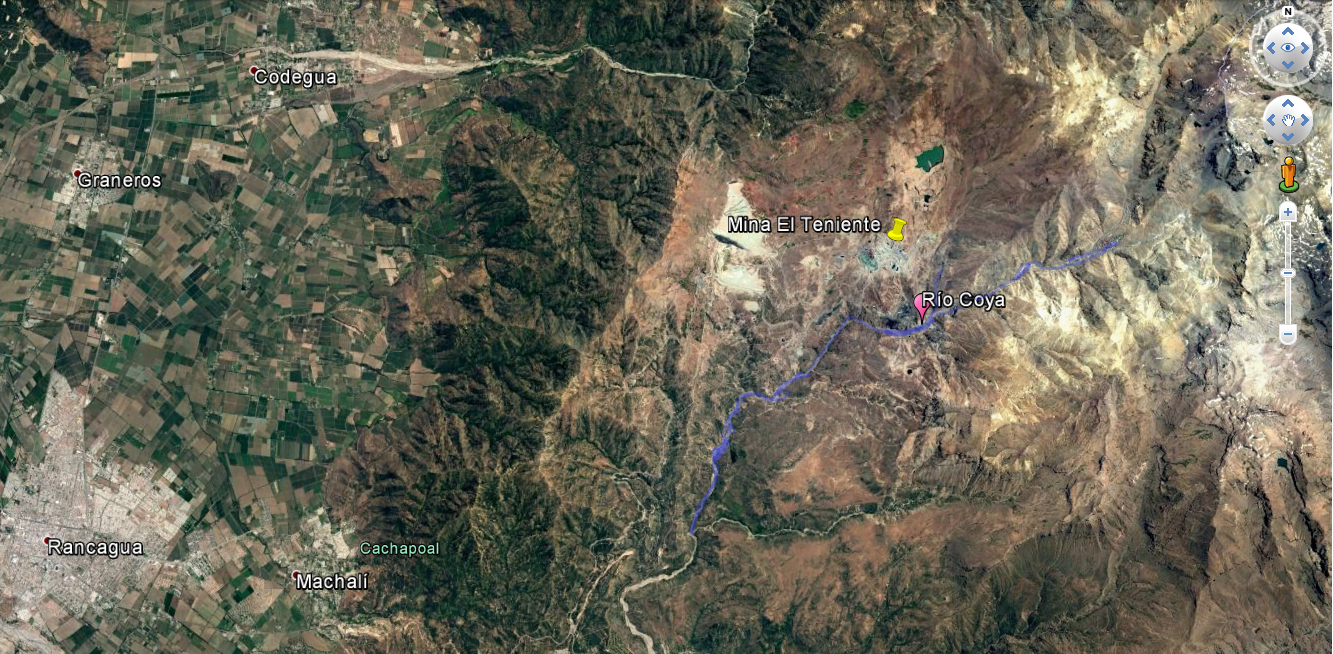 N
Codegua
Graneros
Mina El Teniente
Río Coya
Rancagua
Cachapoal
Machalí